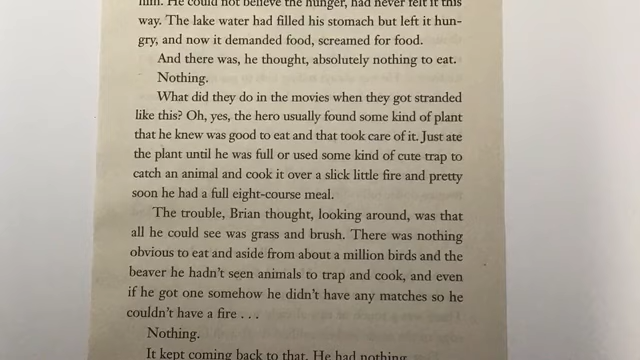 him. He could not believe the hunger, had never felt it this
way. The lake water had filled his stomach but left it hun-
gry, and now it demanded food, screamed for food.
And there was, he thought, absolutely nothing to eat.
Nothing.
What did they do in the movies when they got stranded
like this? Oh, yes, the hero usually found some kind of plant
that he knew was good to eat and that took care of it. Just ate
the plant until he was full or used some kind of cute trap to
catch an animal and cook it over a slick little fire and pretty
soon he had a full eight-course meal.
The trouble, Brian thought, looking around, was that
all he could see was grass and brush. There was nothing
obvious to eat and aside from about a million birds and the
beaver he hadn't seen animals to trap and cook, and even
if he got one somehow he didn't have any matches so he
couldn't have a fire . . .
Nothing.
It kept coming back to that. He had nothing.